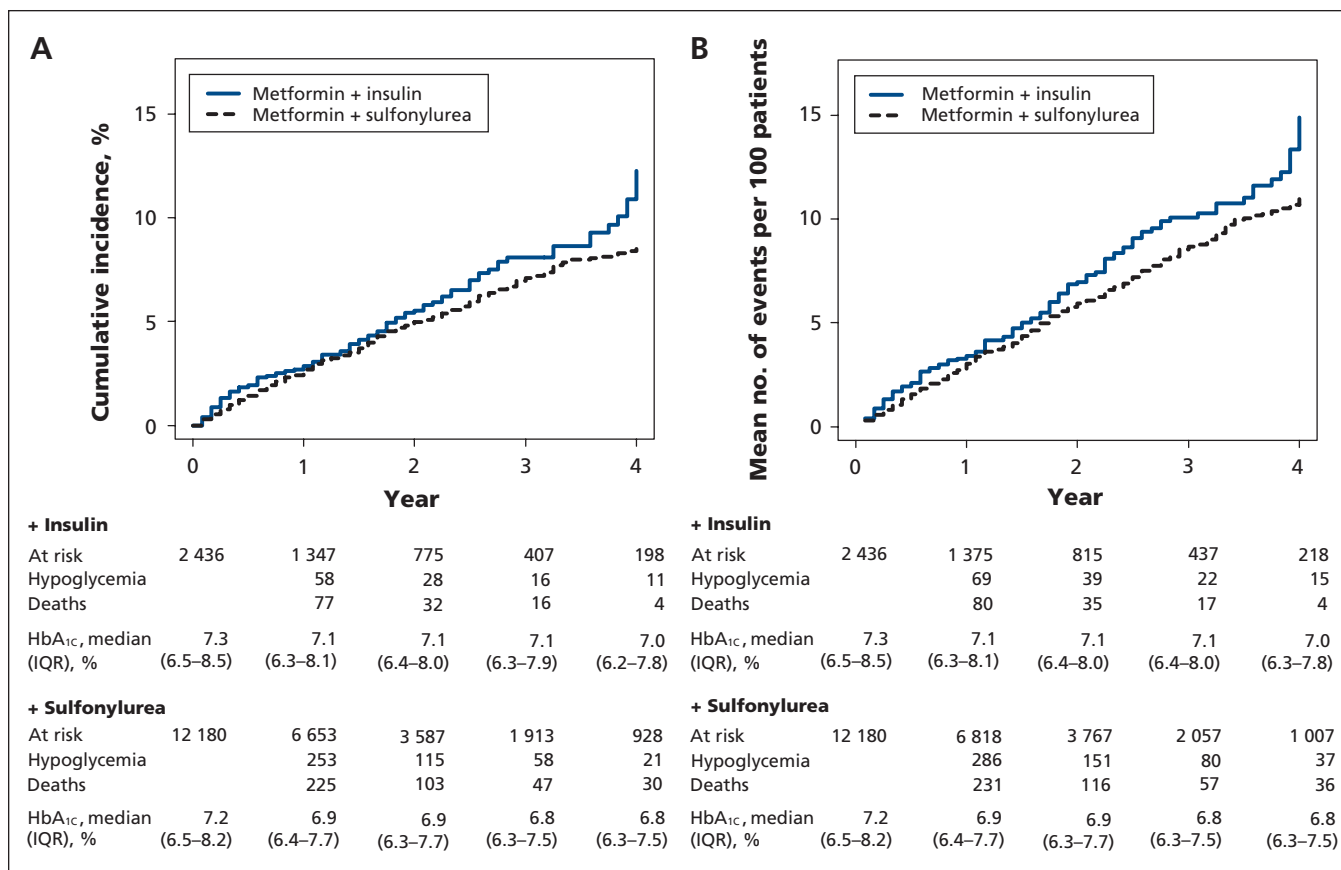 A
Metformin + insulin
Metformin + sulfonylurea
Cumulative incidence, %
15
10
5
0
0 1 2 3 4
Year
+ Insulin
At risk 2 436 1 347 775 407 198
Hypoglycemia 58 28 16 11
Deaths 77 32 16 4
HbA1C, median 7.3 7.1 7.1 7.1 7.0
(IQR), % (6.5–8.5) (6.3–8.1) (6.4–8.0) (6.3–7.9) (6.2–7.8)
+ Sulfonylurea
At risk 12 180 6 653 3 587 1 913 928
Hypoglycemia 253 115 58 21
Deaths 225 103 47 30
HbA1C, median 7.2 6.9 6.9 6.8 6.8
(IQR), % (6.5–8.2) (6.4–7.7) (6.3–7.7) (6.3–7.5) (6.3–7.5)
B
Metformin + insulin
Metformin + sulfonylurea
Mean no. of events per 100 patients
15
10
5
0
0 1 2 3 4
Year
+ Insulin
At risk 2 436 1 375 815 437 218
Hypoglycemia 69 39 22 15
Deaths 80 35 17 4
HbA1C, median 7.3 7.1 7.1 7.1 7.0
(IQR), % (6.5–8.5) (6.3–8.1) (6.4–8.0) (6.4–8.0) (6.3–7.8)
+ Sulfonylurea
At risk 12 180 6 818 3 767 2 057 1 007
Hypoglycemia 286 151 80 37
Deaths 231 116 57 36
HbA1C, median 7.2 6.9 6.9 6.8 6.8
(IQR), % (6.5–8.2) (6.4–7.7) (6.3–7.7) (6.3–7.5) (6.3–7.5)